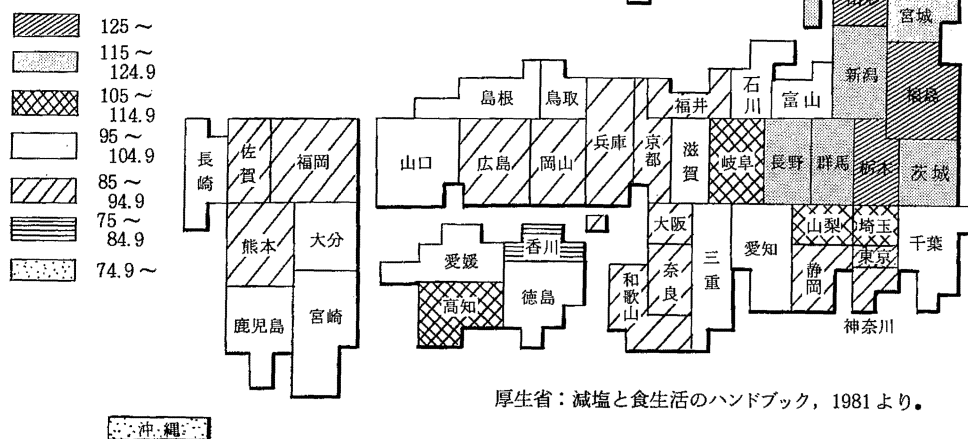 125～
宮城
115～
124.9
新潟
福島
105～
114.9
島根 鳥取 福井 石川 富山
95～
104.9
長崎 佐賀 福岡 山口 広島 岡山 兵庫 京都 滋賀 岐阜 長野 群馬 栃木 茨城
85～
94.9
75～
84.9
熊本 大分 愛媛 香川 大阪 三重 愛知 山梨 埼玉 千葉
東京
74.9～
高知 徳島 和歌山 奈良 静岡
鹿児島 宮崎
神奈川
厚生省：減塩と食生活のハンドブック，1981より．
沖縄